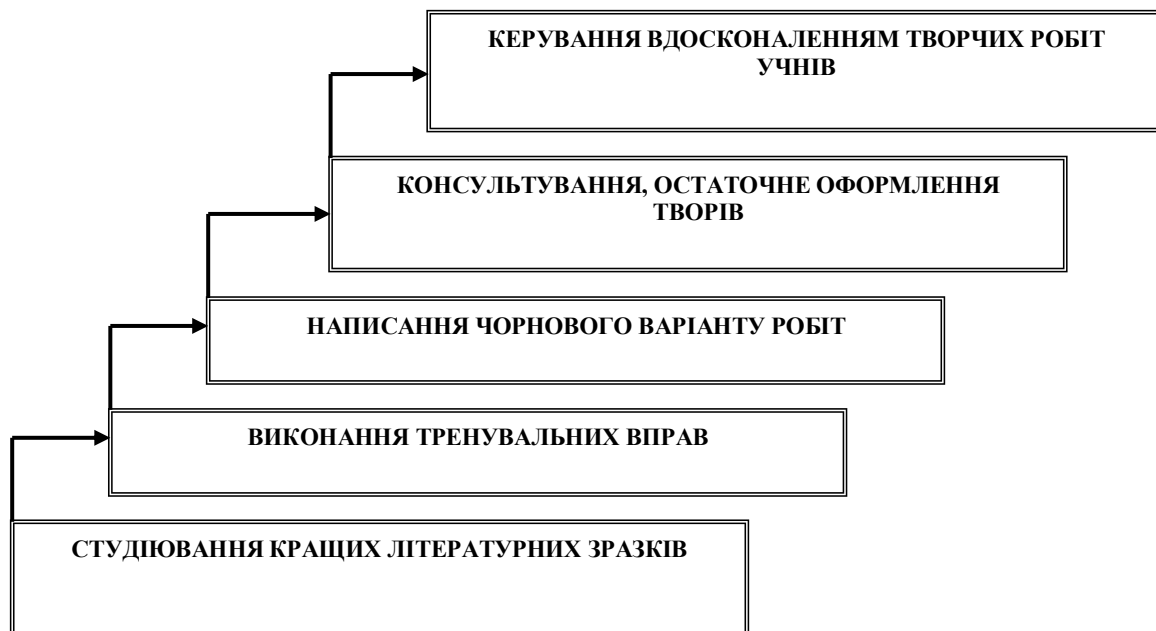 КЕРУВАННЯ ВДОСКОНАЛЕННЯМ ТВОРЧИХ РОБІТ
УЧНІВ
КОНСУЛЬТУВАННЯ, ОСТАТОЧНЕ ОФОРМЛЕННЯ
ТВОРІВ
НАПИСАННЯ ЧОРНОВОГО ВАРІАНТУ РОБІТ
ВИКОНАННЯ ТРЕНУВАЛЬНИХ ВПРАВ
СТУДІЮВАННЯ КРАЩИХ ЛІТЕРАТУРНИХ ЗРАЗКІВ